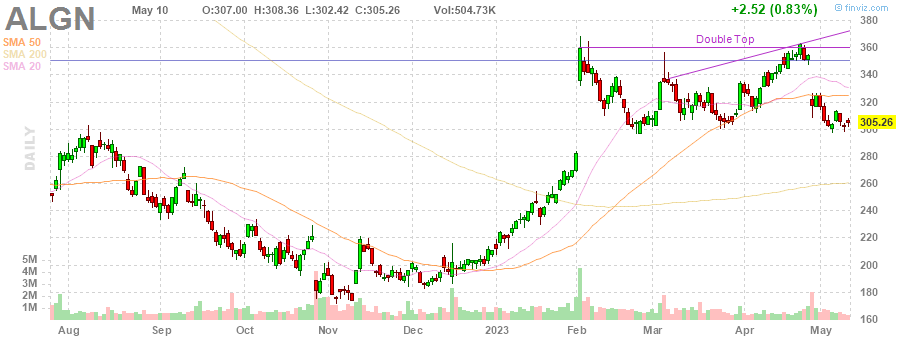 ALGN May 10 O:307.00 H:308.36 L:302.42 C:305.26 Vol:504.73K +2.52 (0.83%) © finviz.com
SMA 50
SMA 200
SMA 20
Double Top
DAILY
380
360
340
320
305.26
300
280
260
240
220
200
180
160
5M
4M
3M
2M
1M
Aug Sep Oct Nov Dec 2023 Feb Mar Apr May